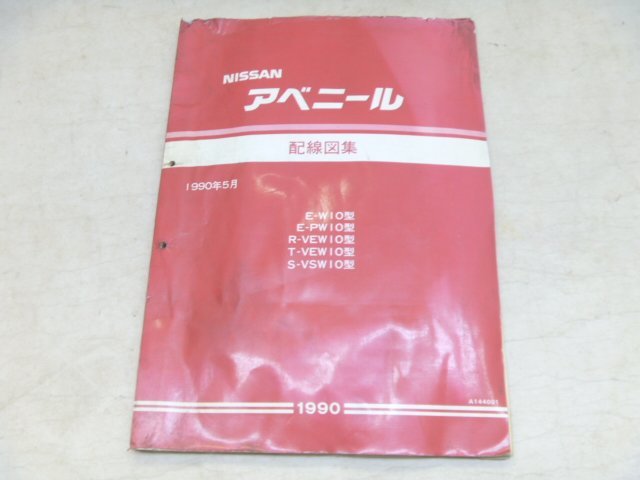 NISSAN
アベニール
配線図集
1990年5月
E-W10型
E-PW10型
R-VEW10型
T-VEW10型
S-VSW10型
A144001
1990